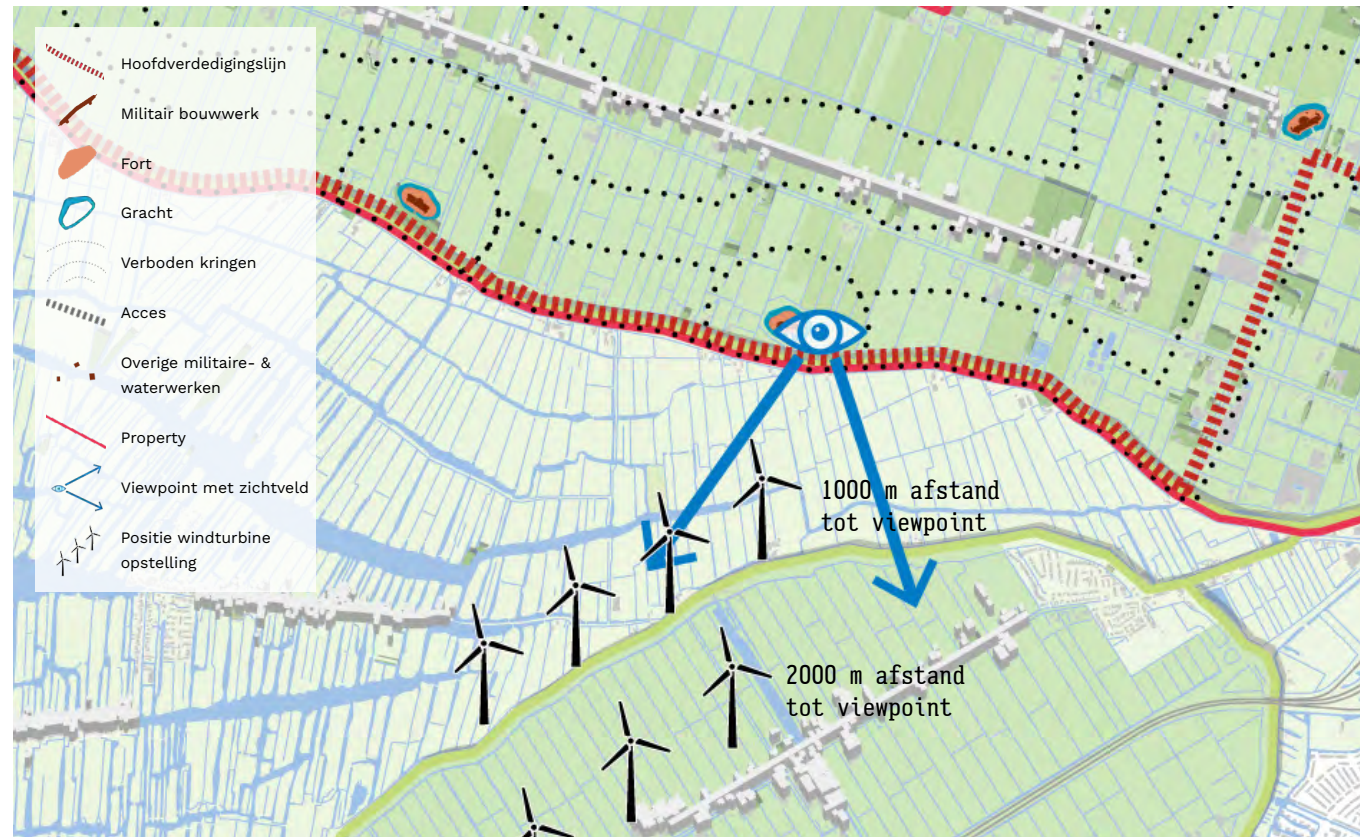 Hoofdverdedigingslijn
Militair bouwwerk
Fort
Gracht
Verboden kringen
Acces
Overige militaire- &
waterwerken
Property
Viewpoint met zichtveld
Positie windturbine
opstelling
1000 m afstand
tot viewpoint
2000 m afstand
tot viewpoint